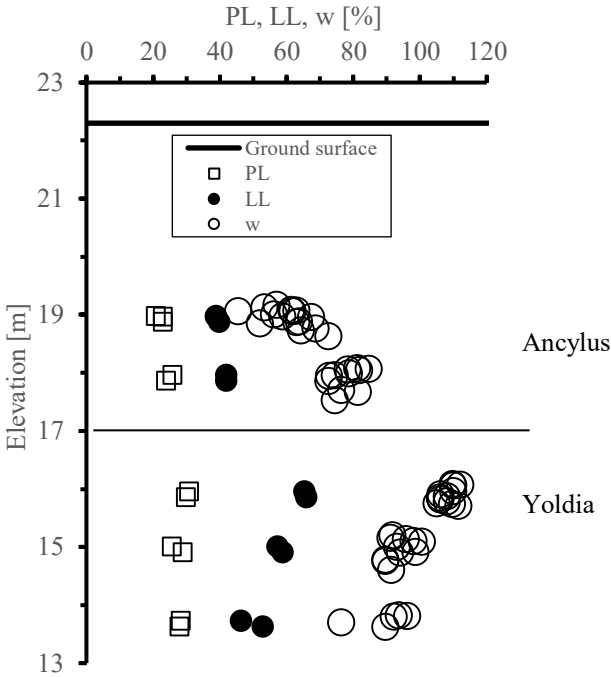 PL, LL, w [%]
0 20 40 60 80 100 120
23
Ground surface
PL
LL
w
21
19
Ancylus
17
Yoldia
15
13
Elevation [m]